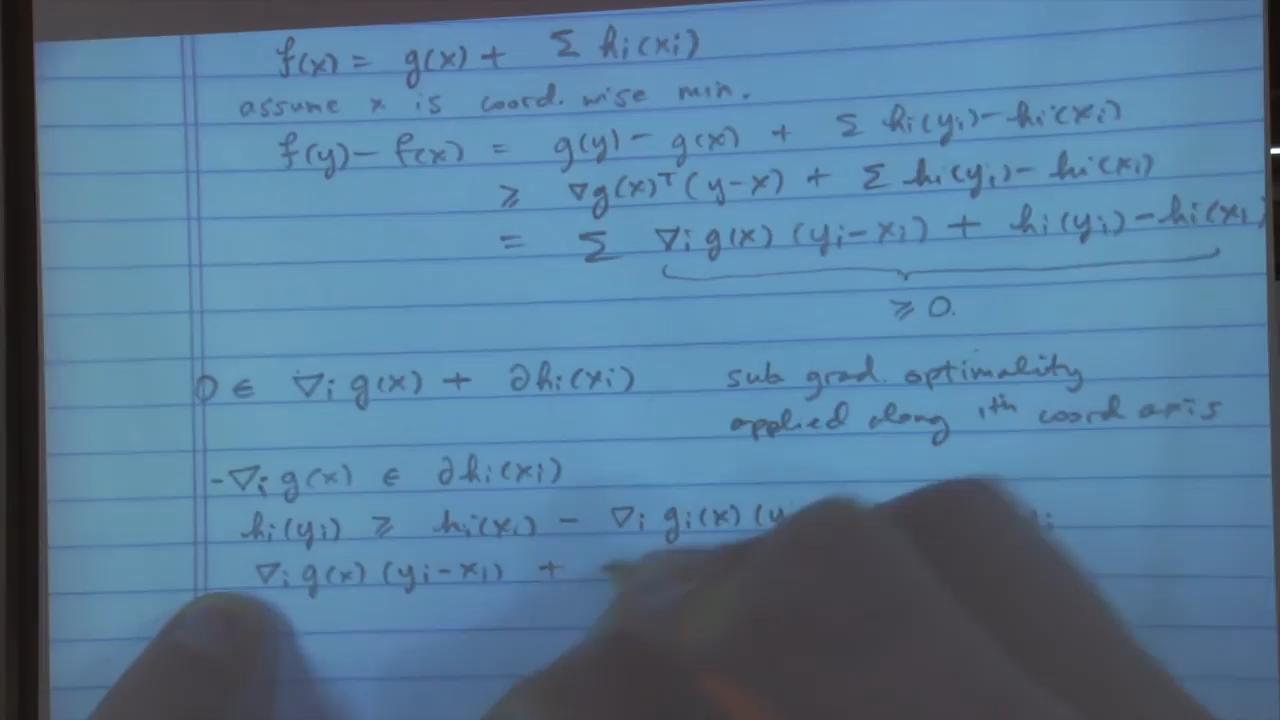 f(x) = g(x) + Σ hi(xi)
assume x is coord. wise min.
f(y) - f(x) = g(y) - g(x) + Σ hi(yi) - hi(xi)
≥ ∇g(x)ᵀ(y-x) + Σ hi(yi) - hi(xi)
= Σ ∇i g(x) (yi-xi) + hi(yi) - hi(xi)
≥ 0.
0 ∈ ∇i g(x) + ∂hi(xi) sub grad. optimality
applied along ith coord axis
-∇i g(x) ∈ ∂hi(xi)
hi(yi) ≥ hi(xi) - ∇i gi(x) (y
∇i g(x) (yi-xi) +